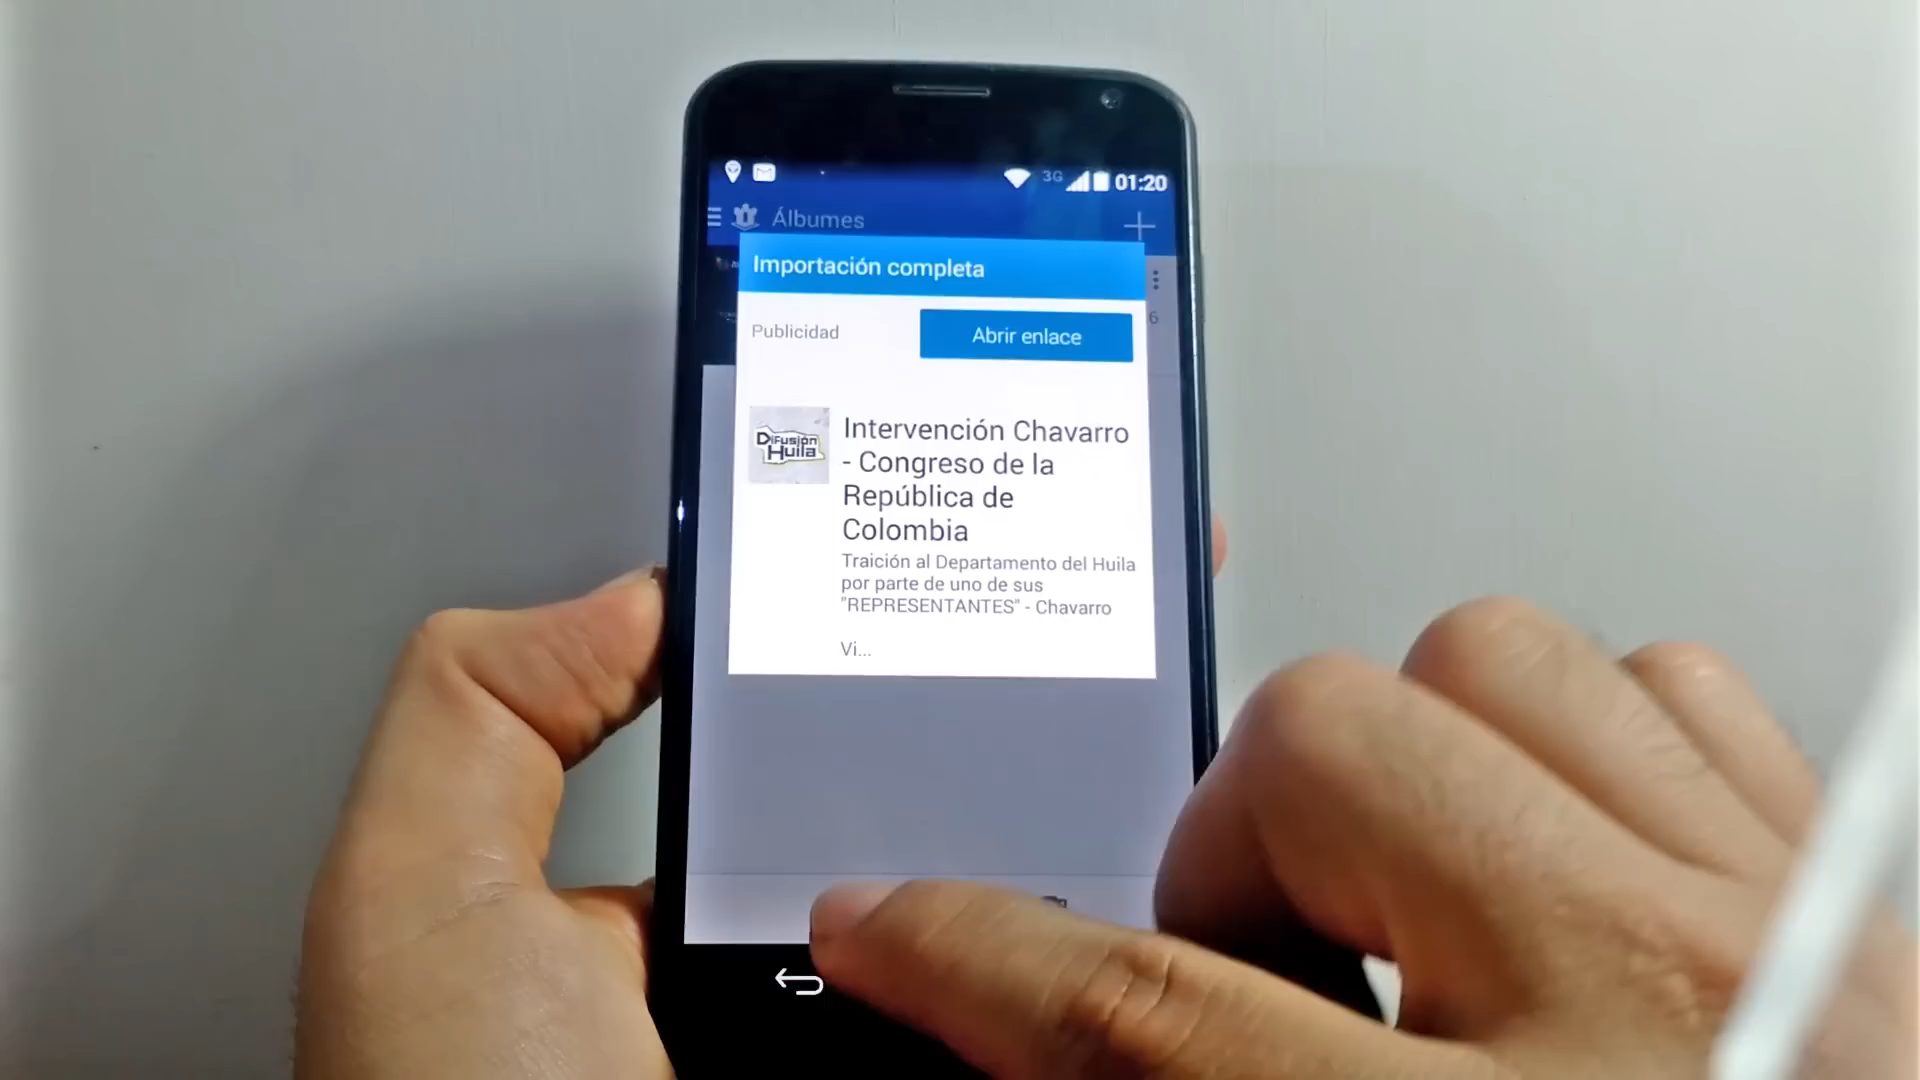 3G 01:20
Álbumes
Importación completa
6
Publicidad
Abrir enlace
DiFusión
Huila
Intervención Chavarro
- Congreso de la
República de
Colombia
Traición al Departamento del Huila
por parte de uno de sus
"REPRESENTANTES" - Chavarro
Vi...